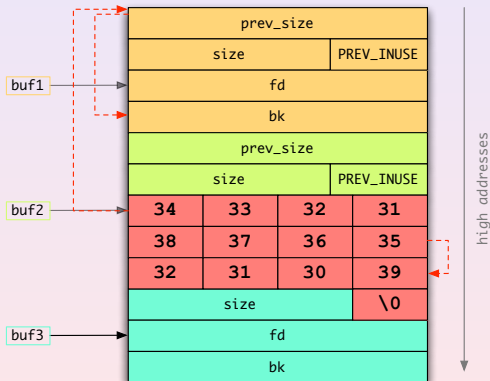 prev_size
size PREV_INUSE
buf1 fd
bk
prev_size
size PREV_INUSE
buf2 34 33 32 31
38 37 36 35
32 31 30 39
size \0
buf3 fd
bk
high addresses